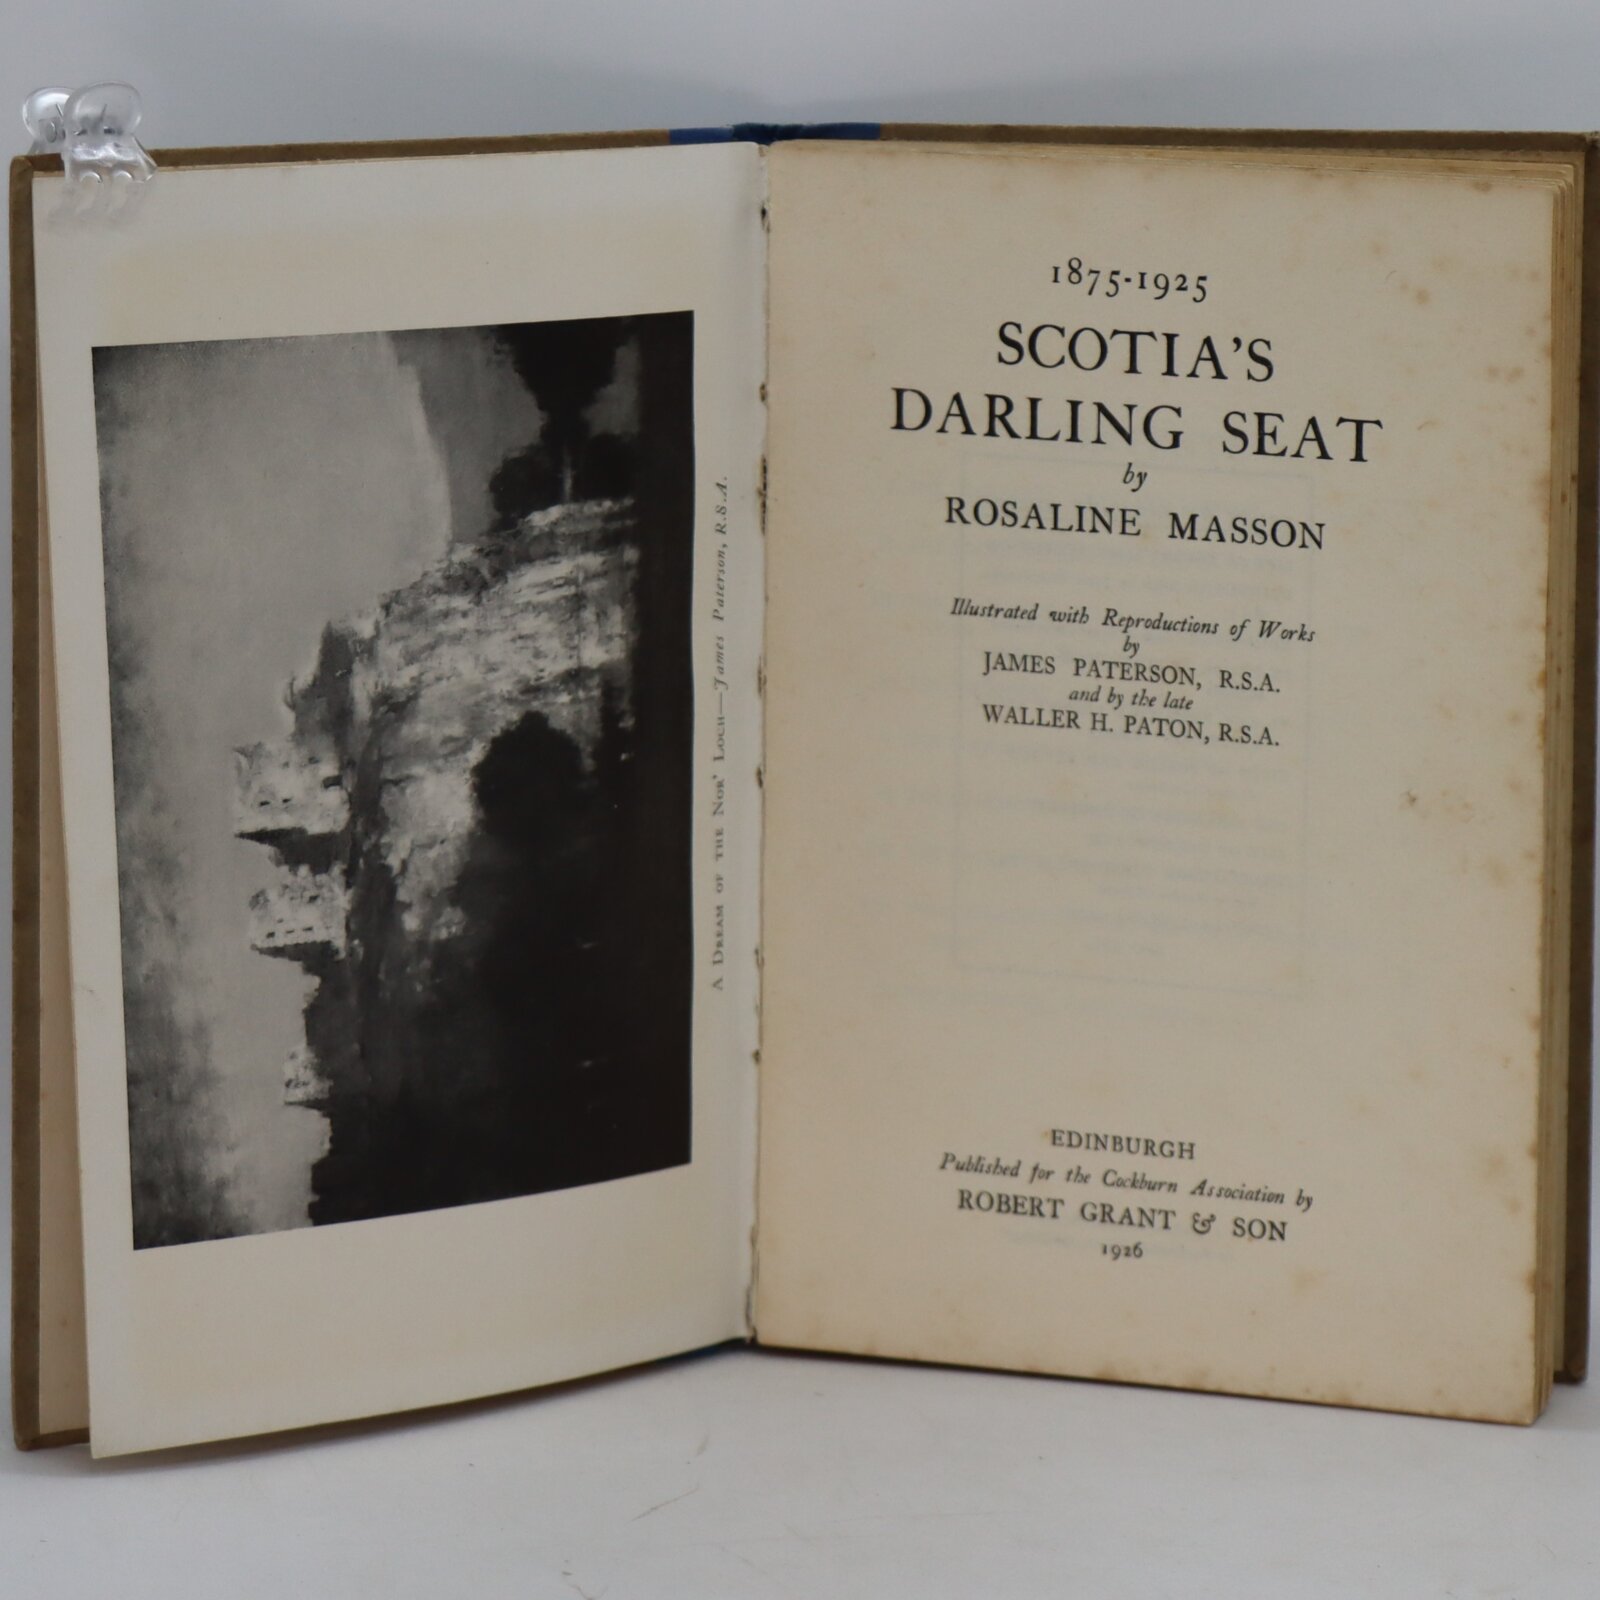 A DREAM OF THE NOR' LOCH—James Paterson, R.S.A.
1875-1925
SCOTIA'S
DARLING SEAT
by
ROSALINE MASSON
Illustrated with Reproductions of Works
by
JAMES PATERSON, R.S.A.
and by the late
WALLER H. PATON, R.S.A.
EDINBURGH
Published for the Cockburn Association by
ROBERT GRANT & SON
1926